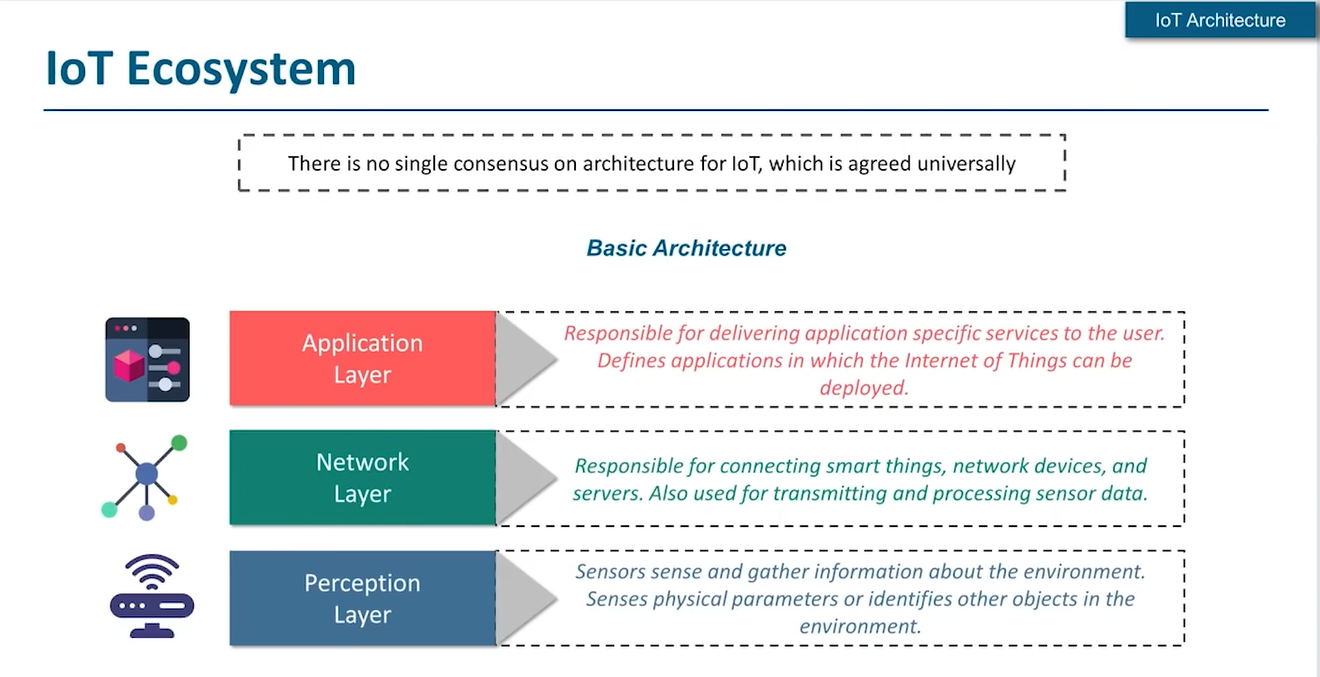 IoT Architecture
IoT Ecosystem
There is no single consensus on architecture for IoT, which is agreed universally
Basic Architecture
Application
Layer
Responsible for delivering application specific services to the user.
Defines applications in which the Internet of Things can be
deployed.
Network
Layer
Responsible for connecting smart things, network devices, and
servers. Also used for transmitting and processing sensor data.
Perception
Layer
Sensors sense and gather information about the environment.
Senses physical parameters or identifies other objects in the
environment.